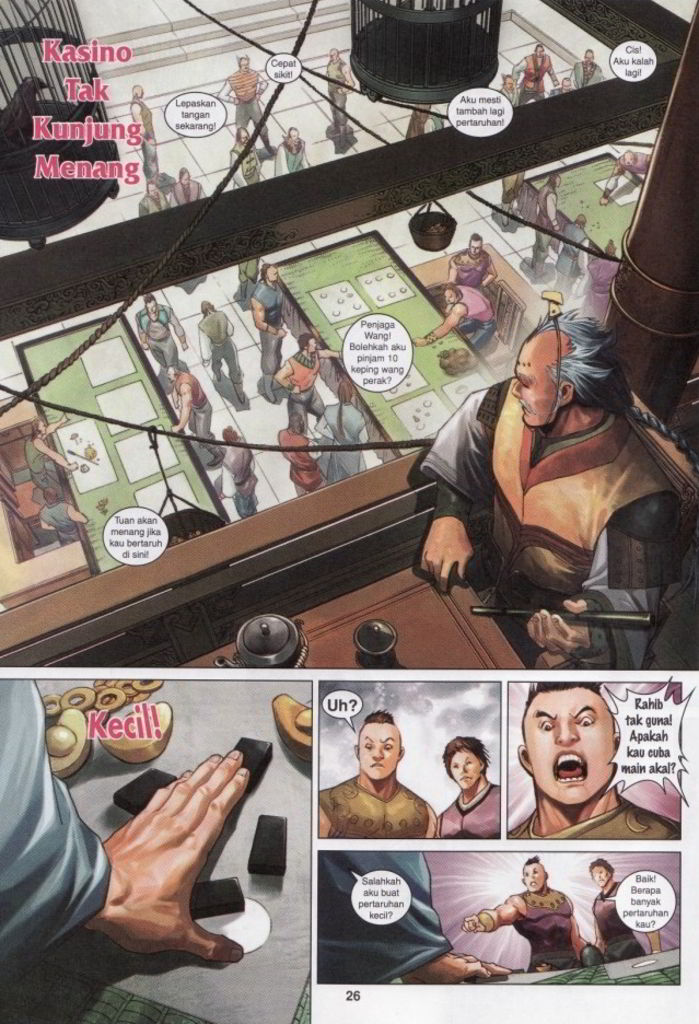 Kasino
Tak
Kunjung
Menang
Cepat
sikit!
Lepaskan
tangan
sekarang!
Aku mesti
tambah lagi
pertaruhan!
Cis!
Aku kalah
lagi!
Penjaga
Wang!
Bolehkah aku
pinjam 10
keping wang
perak?
Tuan akan
menang jika
kau bertaruh
di sini!
Kecil!
Uh?
Rahib
tak guna!
Apakah
kau cuba
main akal?
Salahkah
aku buat
pertaruhan
kecil?
Baik!
Berapa
banyak
pertaruhan
kau?
26